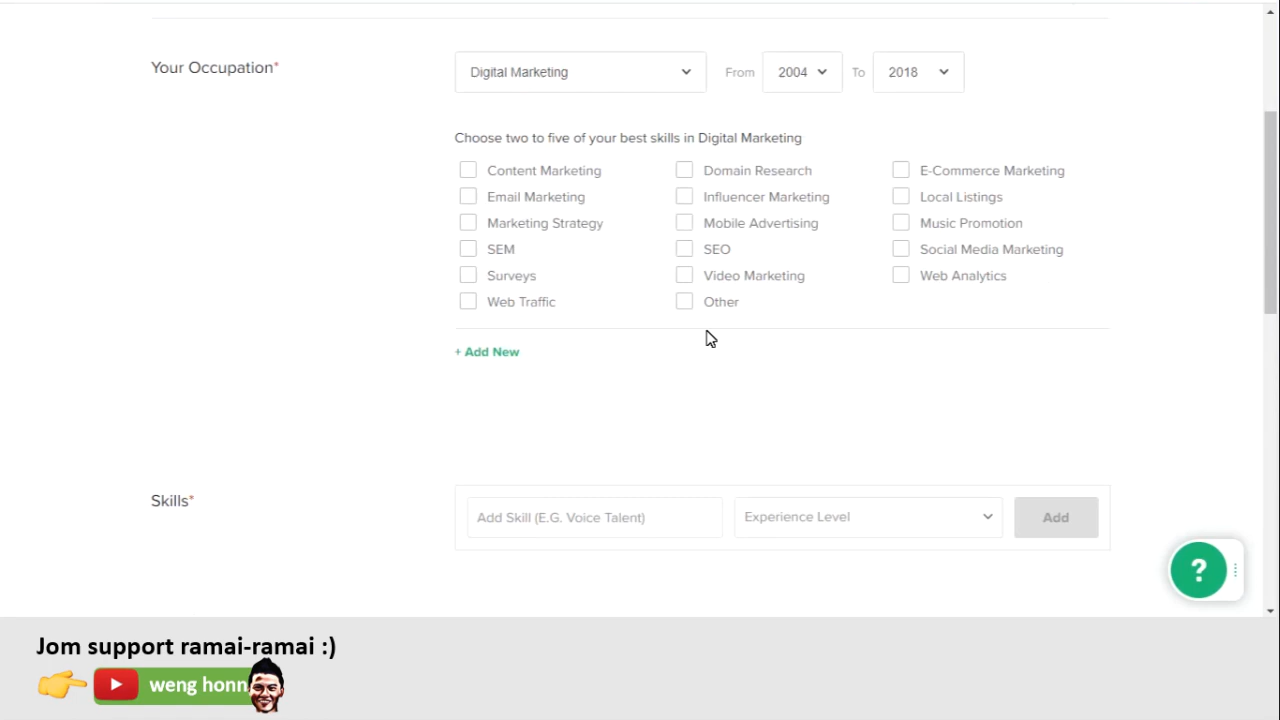 Your Occupation*
Digital Marketing From 2004 To 2018
Choose two to five of your best skills in Digital Marketing
Content Marketing Domain Research E-Commerce Marketing
Email Marketing Influencer Marketing Local Listings
Marketing Strategy Mobile Advertising Music Promotion
SEM SEO Social Media Marketing
Surveys Video Marketing Web Analytics
Web Traffic Other
+ Add New
Skills*
Add Skill (E.G. Voice Talent) Experience Level Add
?
Jom support ramai-ramai :)
weng honn